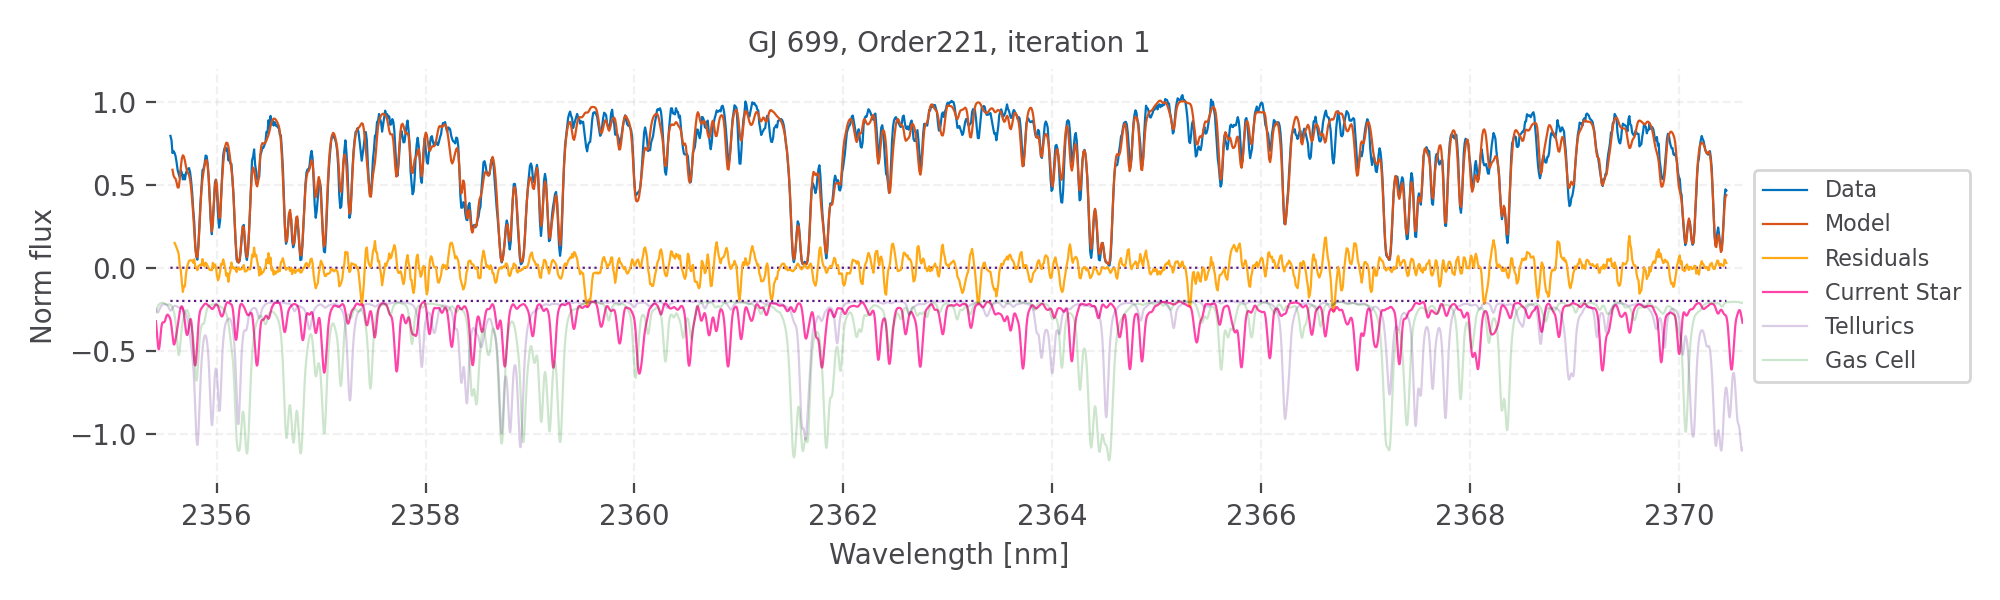 GJ 699, Order221, iteration 1
Norm flux
1.0
0.5
0.0
−0.5
−1.0
2356 2358 2360 2362 2364 2366 2368 2370
Wavelength [nm]
Data
Model
Residuals
Current Star
Tellurics
Gas Cell